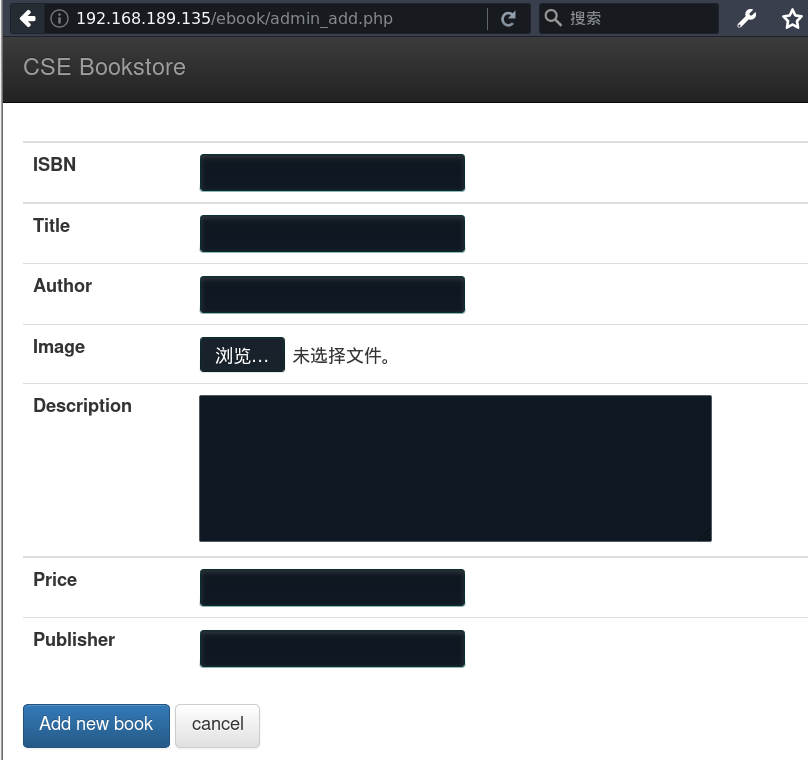 192.168.189.135/ebook/admin_add.php 搜索
CSE Bookstore
ISBN
Title
Author
Image 浏览… 未选择文件。
Description
Price
Publisher
Add new book cancel